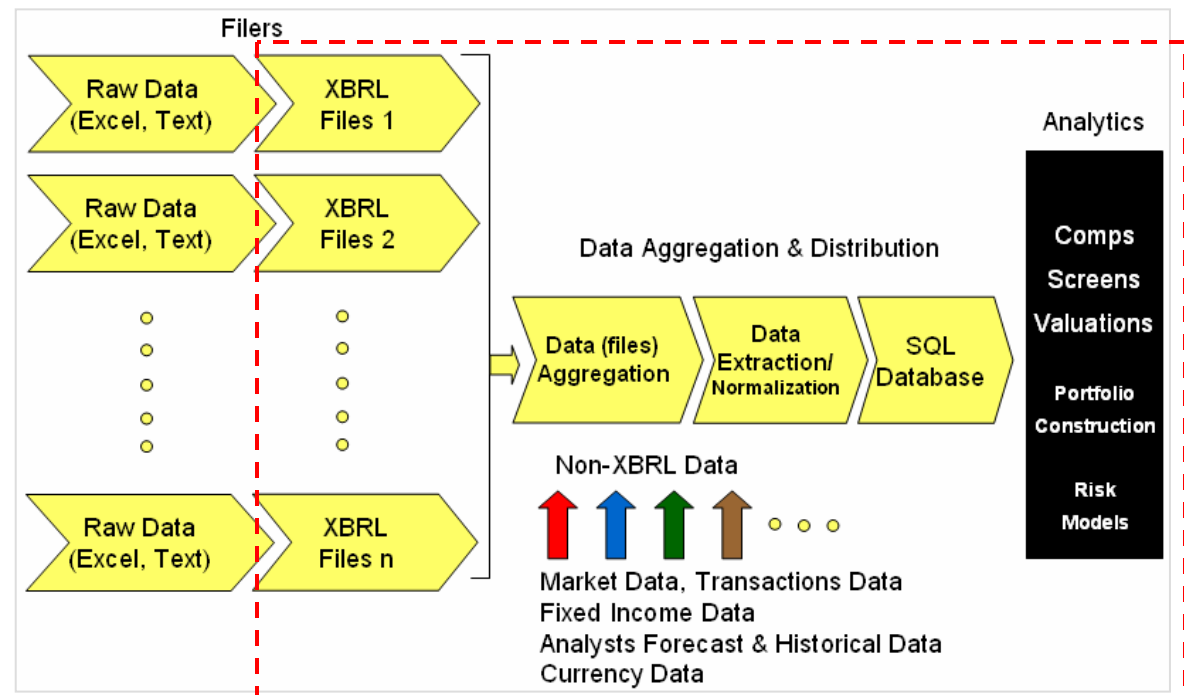 Filers
Raw Data
(Excel, Text)
XBRL
Files 1
Raw Data
(Excel, Text)
XBRL
Files 2
Raw Data
(Excel, Text)
XBRL
Files n
Data Aggregation & Distribution
Data (files)
Aggregation
Data
Extraction/
Normalization
SQL
Database
Non-XBRL Data
Market Data, Transactions Data
Fixed Income Data
Analysts Forecast & Historical Data
Currency Data
Analytics
Comps
Screens
Valuations
Portfolio
Construction
Risk
Models